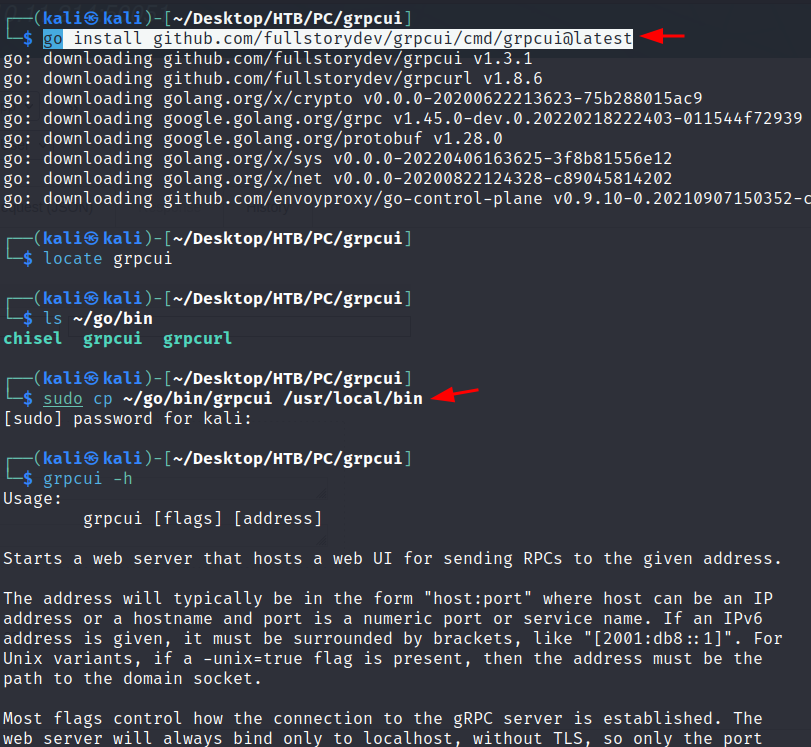 ┌──(kali㉿kali)-[~/Desktop/HTB/PC/grpcui]
└─$ go install github.com/fullstorydev/grpcui/cmd/grpcui@latest
go: downloading github.com/fullstorydev/grpcui v1.3.1
go: downloading github.com/fullstorydev/grpcurl v1.8.6
go: downloading golang.org/x/crypto v0.0.0-20200622213623-75b288015ac9
go: downloading google.golang.org/grpc v1.45.0-dev.0.20220218222403-011544f72939
go: downloading google.golang.org/protobuf v1.28.0
go: downloading golang.org/x/sys v0.0.0-20220406163625-3f8b81556e12
go: downloading golang.org/x/net v0.0.0-20200822124328-c89045814202
go: downloading github.com/envoyproxy/go-control-plane v0.9.10-0.20210907150352-c
┌──(kali㉿kali)-[~/Desktop/HTB/PC/grpcui]
└─$ locate grpcui
┌──(kali㉿kali)-[~/Desktop/HTB/PC/grpcui]
└─$ ls ~/go/bin
chisel  grpcui  grpcurl
┌──(kali㉿kali)-[~/Desktop/HTB/PC/grpcui]
└─$ sudo cp ~/go/bin/grpcui /usr/local/bin
[sudo] password for kali:
┌──(kali㉿kali)-[~/Desktop/HTB/PC/grpcui]
└─$ grpcui -h
Usage:
        grpcui [flags] [address]
Starts a web server that hosts a web UI for sending RPCs to the given address.
The address will typically be in the form "host:port" where host can be an IP
address or a hostname and port is a numeric port or service name. If an IPv6
address is given, it must be surrounded by brackets, like "[2001:db8::1]". For
Unix variants, if a -unix=true flag is present, then the address must be the
path to the domain socket.
Most flags control how the connection to the gRPC server is established. The
web server will always bind only to localhost, without TLS, so only the port